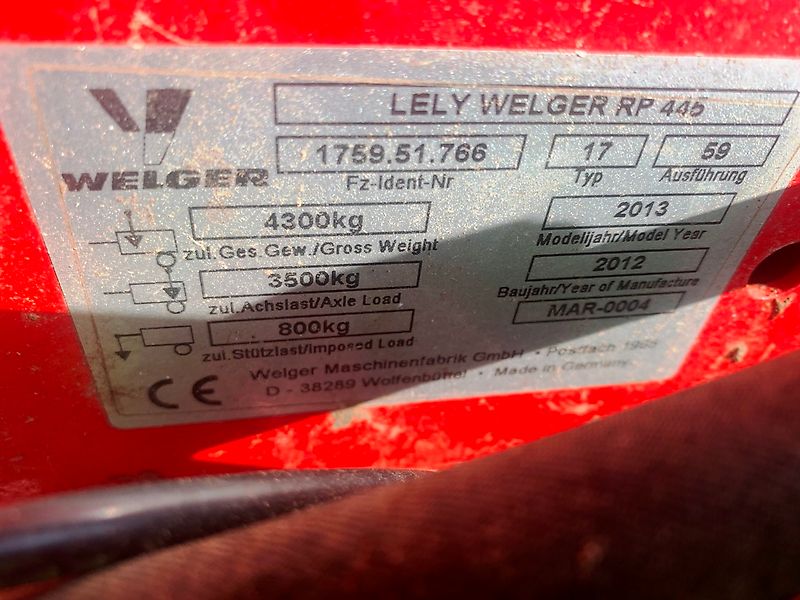 LELY WELGER RP 445
WELGER
1759.51.766 17 59
Fz-Ident-Nr Typ Ausführung
4300kg
zul.Ges.Gew./Gross Weight
3500kg
zul.Achslast/Axle Load
800kg
zul.Stützlast/Imposed Load
2013
Modelljahr/Model Year
2012
Baujahr/Year of Manufacture
MAR-0004
Welger Maschinenfabrik GmbH • Postfach 1965
D - 38289 Wolfenbüttel • Made in Germany
CE